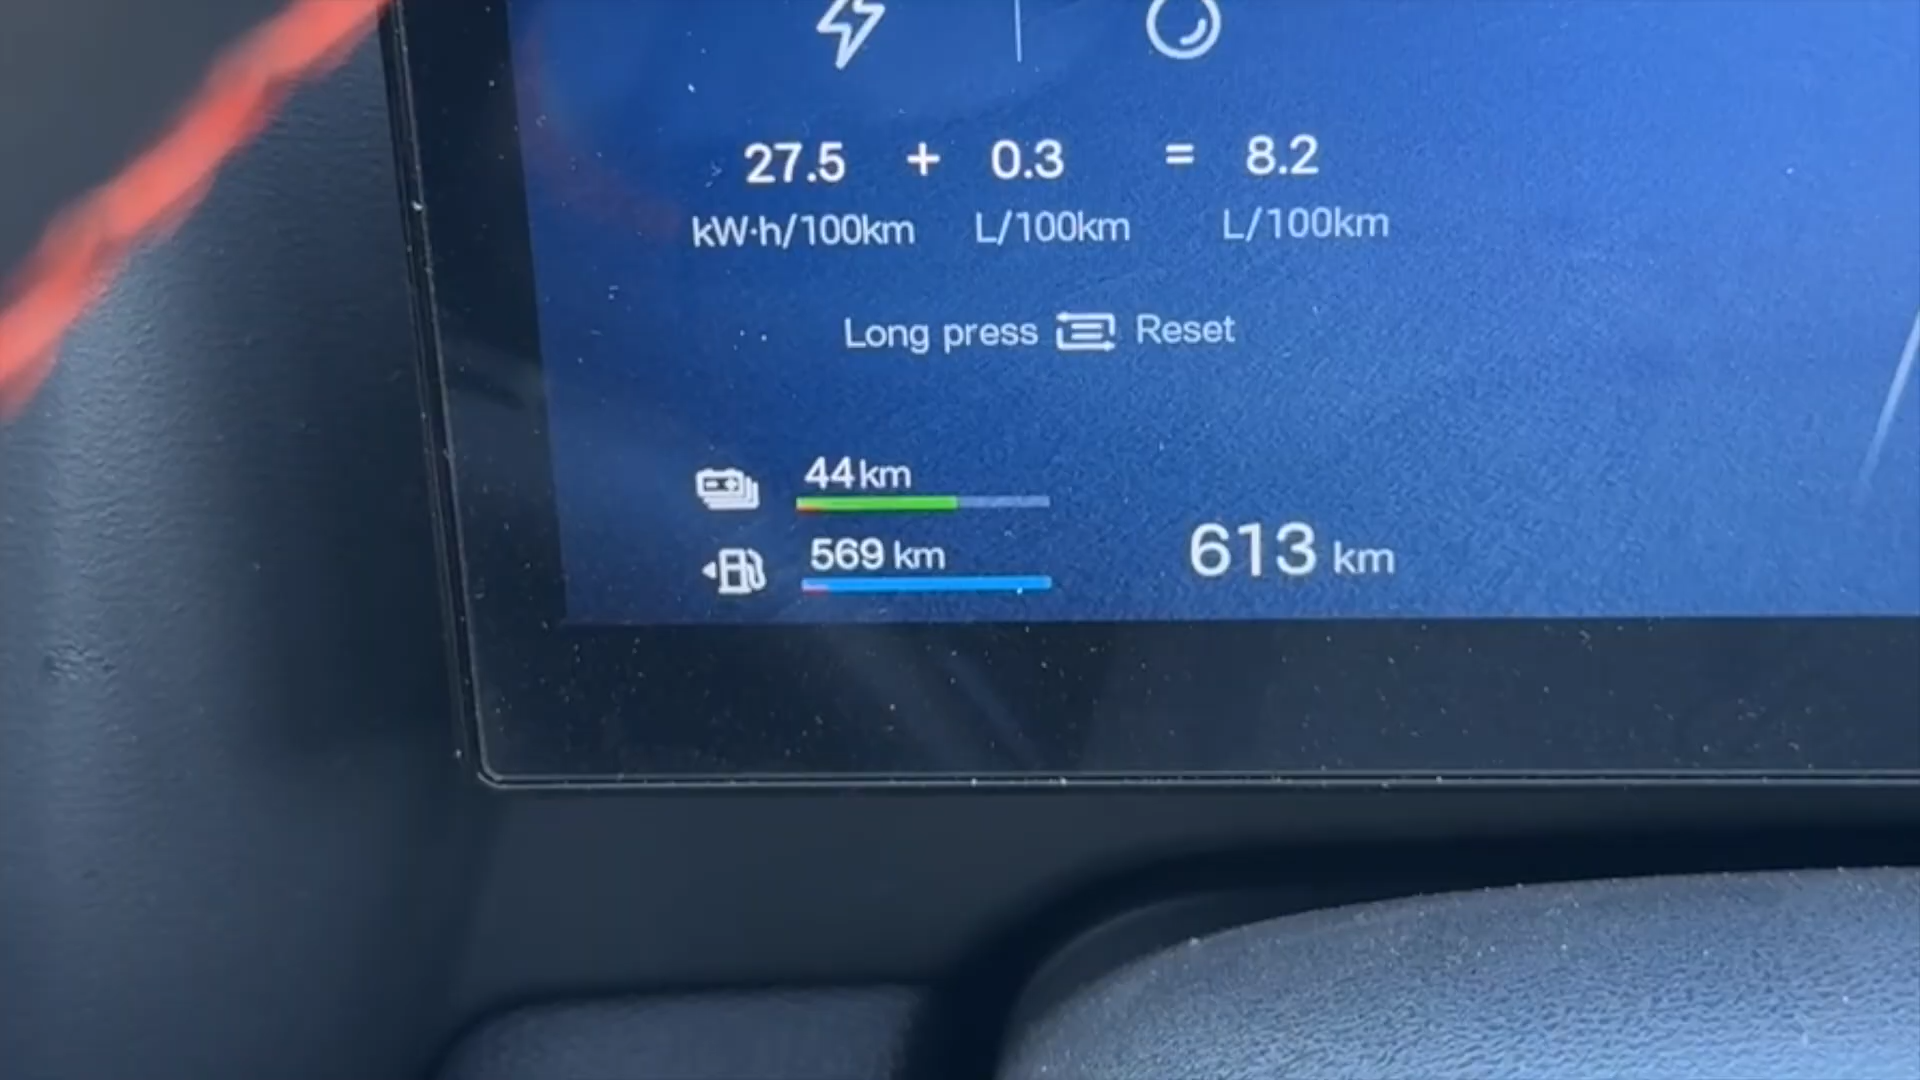 27.5 + 0.3 = 8.2
kW·h/100km L/100km L/100km
Long press Reset
44km
569 km
613 km